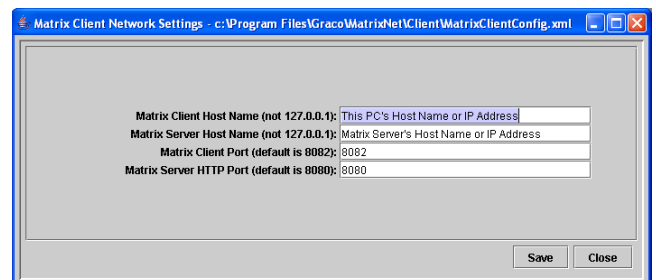 Matrix Client Network Settings - c:\Program Files\Graco\MatrixNet\Client\MatrixClientConfig.xml
Matrix Client Host Name (not 127.0.0.1): This PC's Host Name or IP Address
Matrix Server Host Name (not 127.0.0.1): Matrix Server's Host Name or IP Address
Matrix Client Port (default is 8082): 8082
Matrix Server HTTP Port (default is 8080): 8080
Save Close